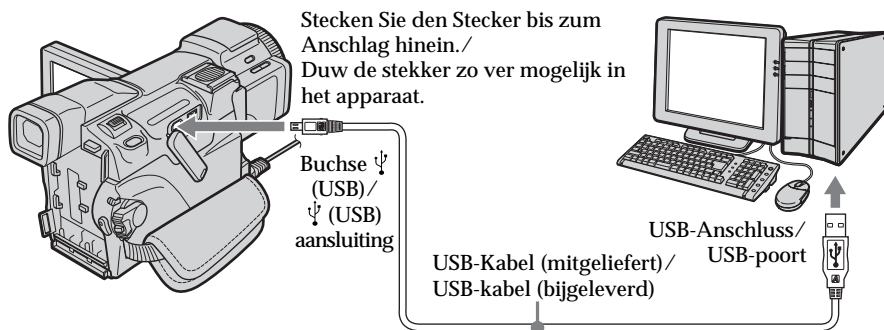 Stecken Sie den Stecker bis zum
Anschlag hinein./
Duw de stekker zo ver mogelijk in
het apparaat.
Buchse ψ
(USB)/
ψ (USB)
aansluiting
USB-Anschluss/
USB-poort
USB-Kabel (mitgeliefert)/
USB-kabel (bijgeleverd)